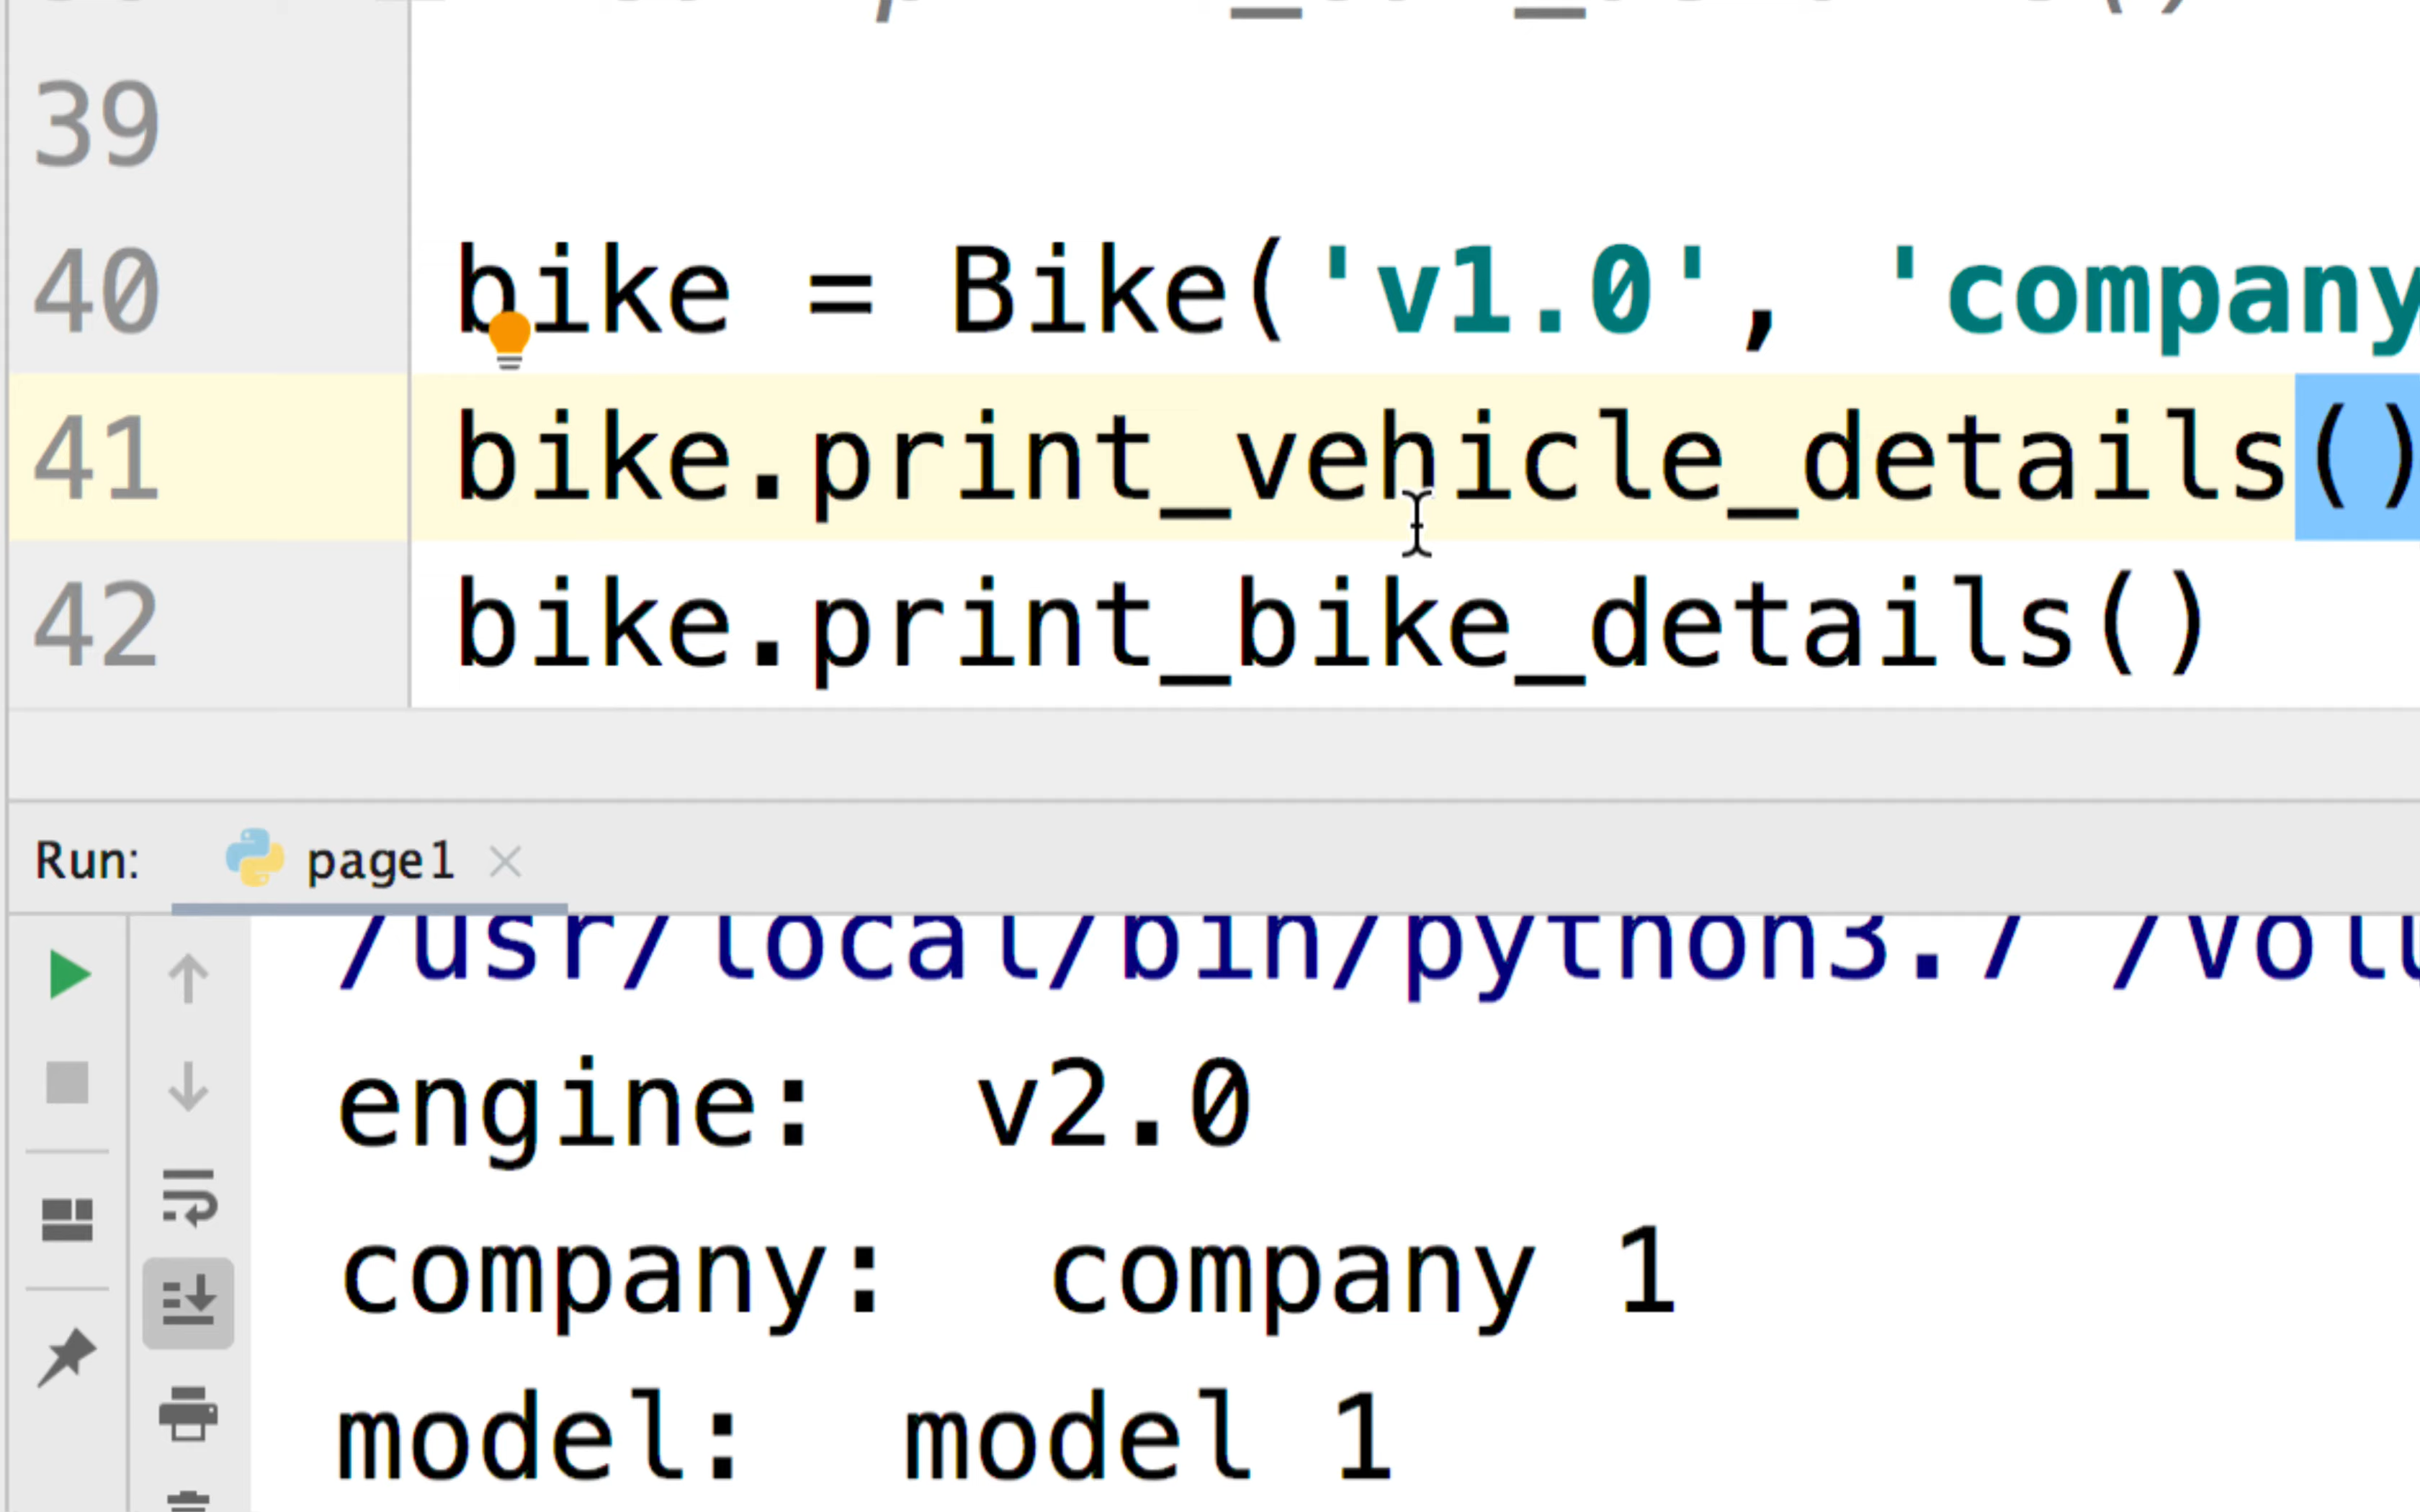 39
40 bike = Bike('v1.0', 'company
41 bike.print_vehicle_details()
42 bike.print_bike_details()
Run: page1
/usr/local/bin/python3.7 /Volu
engine:  v2.0
company:  company 1
model:  model 1